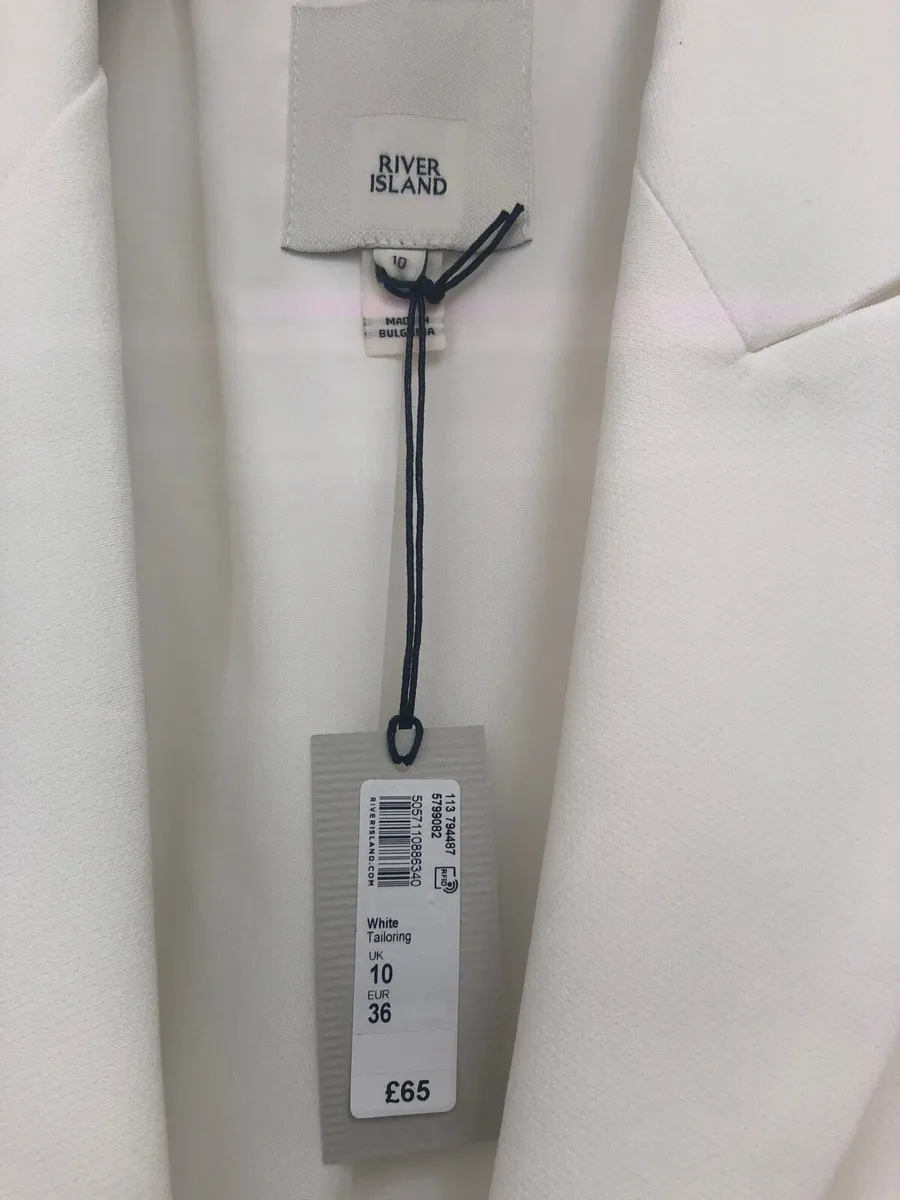 RIVER
ISLAND
10
MADE IN
BULGARIA
113 794487
5799082
5057110886340
RIVERISLAND.COM
RFID
White
Tailoring
UK
10
EUR
36
£65